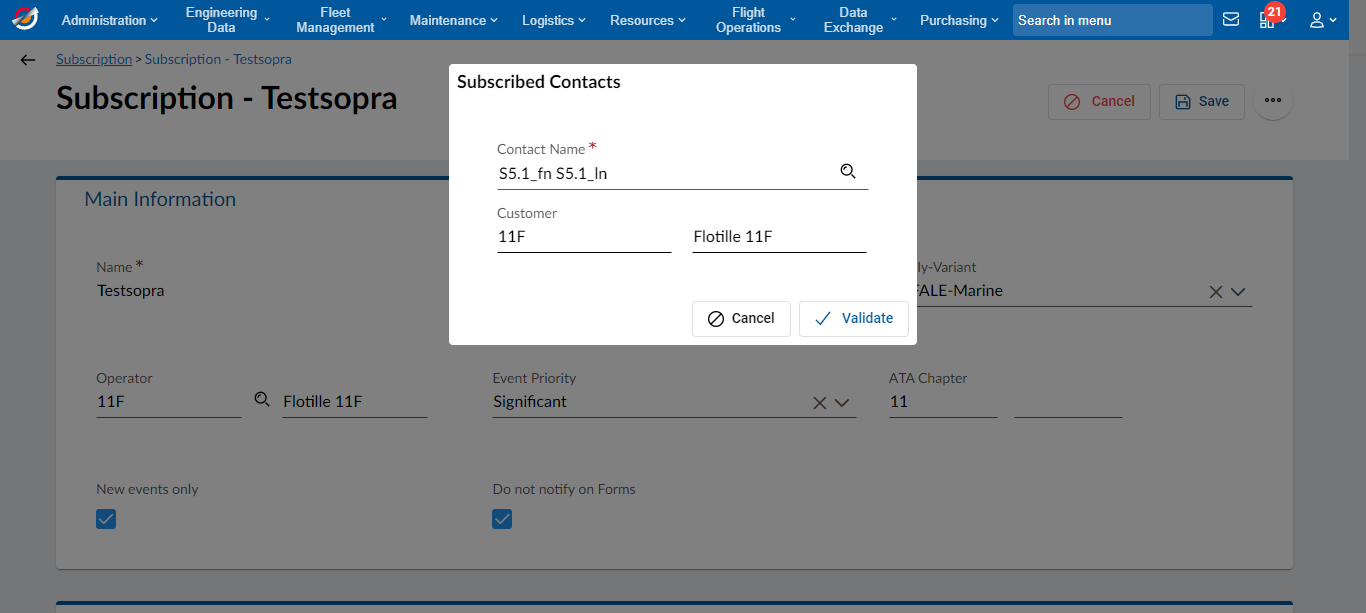 Administration
Engineering
Data
Fleet
Management
Maintenance
Logistics
Resources
Flight
Operations
Data
Exchange
Purchasing
Search in menu
21
Subscription > Subscription - Testsopra
Subscription - Testsopra
Cancel
Save
Subscribed Contacts
Contact Name *
S5.1_fn S5.1_ln
Customer
11F Flotille 11F
Cancel
Validate
Main Information
Name *
Testsopra
ly-Variant
ALE-Marine
Operator
11F Flotille 11F
Event Priority
Significant
ATA Chapter
11
New events only
Do not notify on Forms